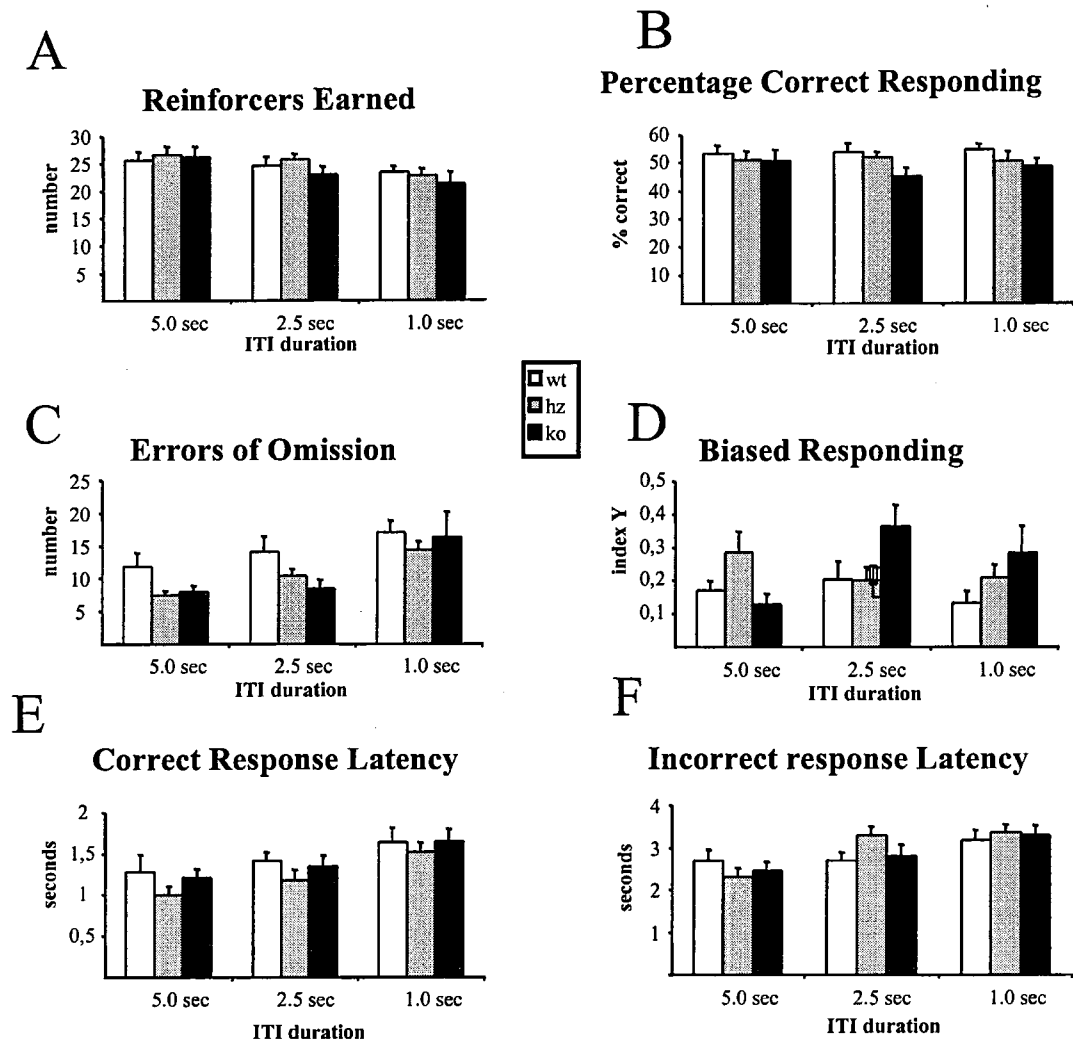 A
Reinforcers Earned
number
30
25
20
15
10
5
5.0 sec 2.5 sec 1.0 sec
ITI duration
B
Percentage Correct Responding
% correct
60
50
40
30
20
10
5.0 sec 2.5 sec 1.0 sec
ITI duration
wt
hz
ko
C
Errors of Omission
number
25
20
15
10
5
5.0 sec 2.5 sec 1.0 sec
ITI duration
D
Biased Responding
index Y
0,5
0,4
0,3
0,2
0,1
5.0 sec 2.5 sec 1.0 sec
ITI duration
E
Correct Response Latency
seconds
2
1,5
1
0,5
5.0 sec 2.5 sec 1.0 sec
ITI duration
F
Incorrect response Latency
seconds
4
3
2
1
5.0 sec 2.5 sec 1.0 sec
ITI duration